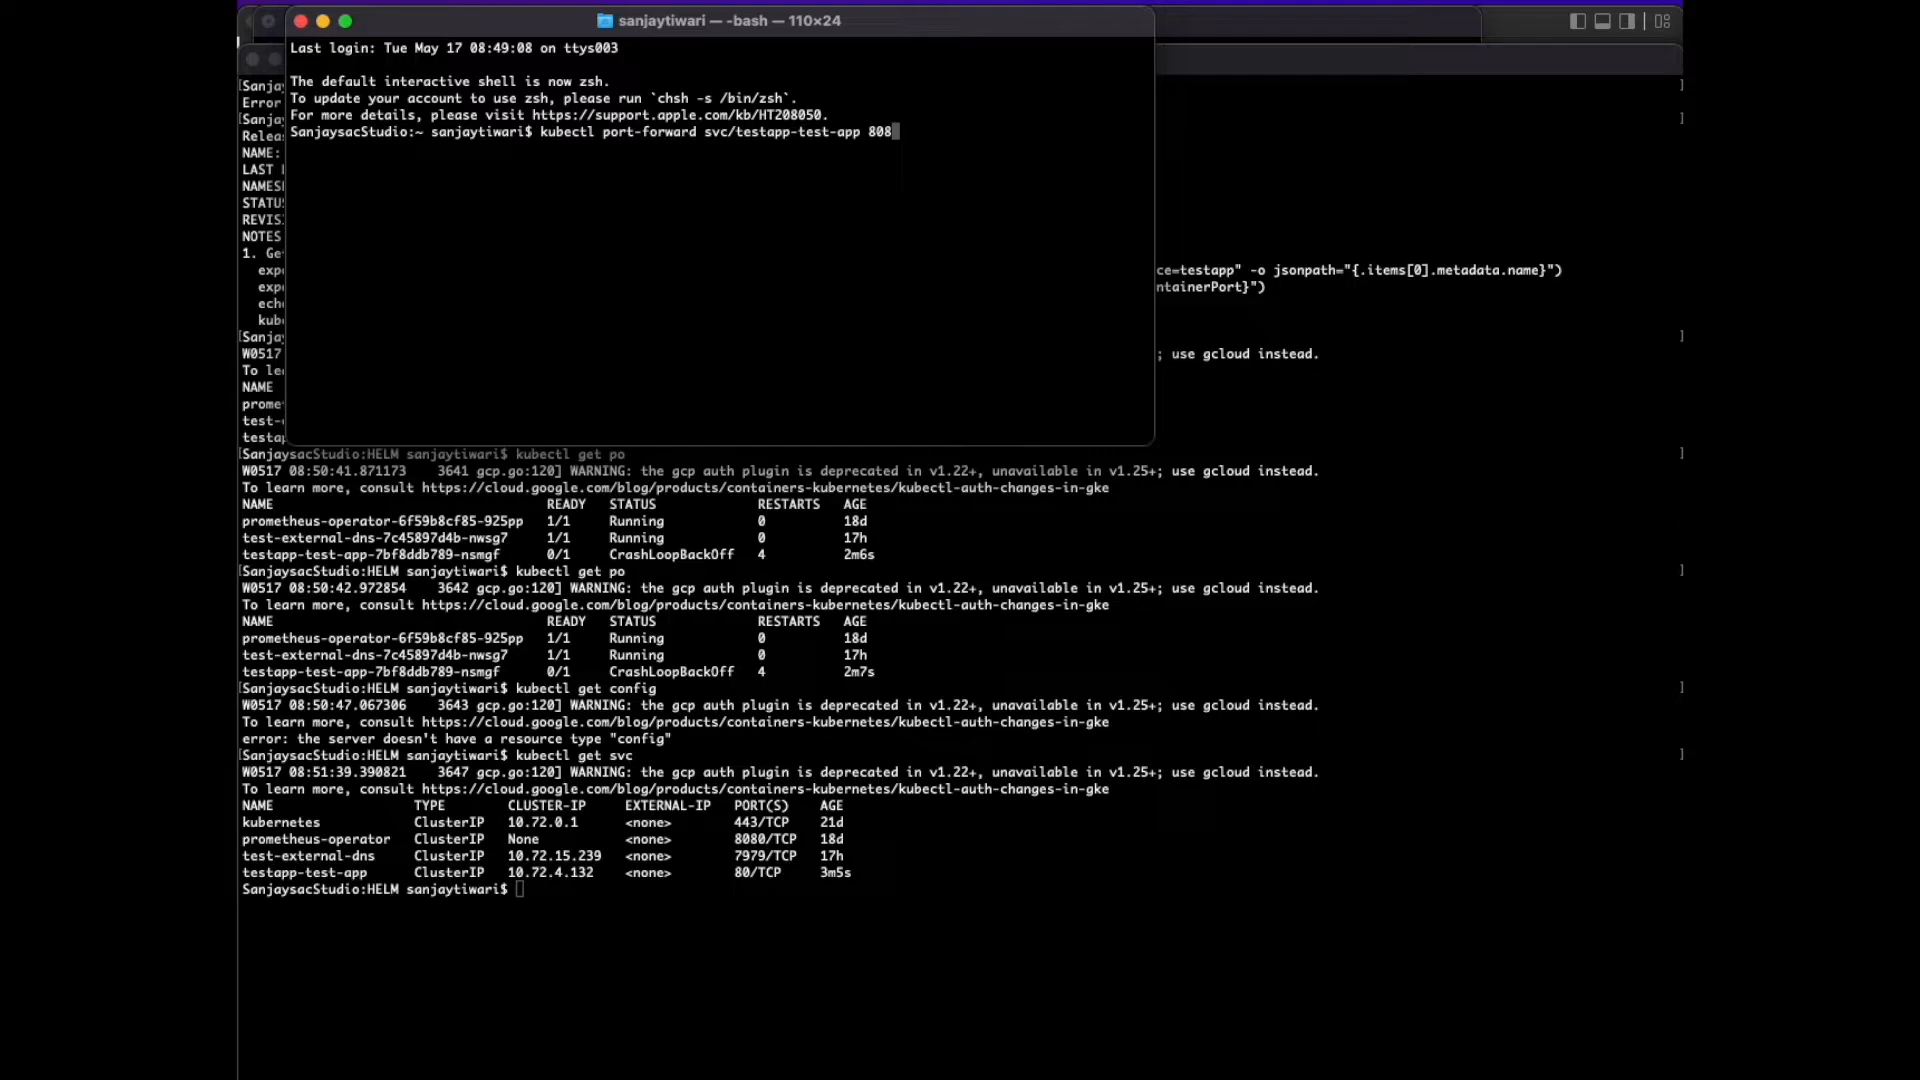 sanjaytiwari — -bash — 110×24
Last login: Tue May 17 08:49:08 on ttys003
The default interactive shell is now zsh.
To update your account to use zsh, please run `chsh -s /bin/zsh`.
For more details, please visit https://support.apple.com/kb/HT208050.
SanjaysacStudio:~ sanjaytiwari$ kubectl port-forward svc/testapp-test-app 808
[Sanjay ]
Error
[Sanjay ]
Relea
NAME:
LAST
NAMES
STATU
REVIS
NOTES
1. Ge
expo ce=testapp" -o jsonpath="{.items[0].metadata.name}")
expo ntainerPort}")
echo
kube
[Sanjay ]
W0517 ; use gcloud instead.
To lea
NAME
prome
test-
testap
[SanjaysacStudio:HELM sanjaytiwari$ kubectl get po ]
W0517 08:50:41.871173 3641 gcp.go:120] WARNING: the gcp auth plugin is deprecated in v1.22+, unavailable in v1.25+; use gcloud instead.
To learn more, consult https://cloud.google.com/blog/products/containers-kubernetes/kubectl-auth-changes-in-gke
NAME READY STATUS RESTARTS AGE
prometheus-operator-6f59b8cf85-925pp 1/1 Running 0 18d
test-external-dns-7c45897d4b-nwsg7 1/1 Running 0 17h
testapp-test-app-7bf8ddb789-nsmgf 0/1 CrashLoopBackOff 4 2m6s
[SanjaysacStudio:HELM sanjaytiwari$ kubectl get po ]
W0517 08:50:42.972854 3642 gcp.go:120] WARNING: the gcp auth plugin is deprecated in v1.22+, unavailable in v1.25+; use gcloud instead.
To learn more, consult https://cloud.google.com/blog/products/containers-kubernetes/kubectl-auth-changes-in-gke
NAME READY STATUS RESTARTS AGE
prometheus-operator-6f59b8cf85-925pp 1/1 Running 0 18d
test-external-dns-7c45897d4b-nwsg7 1/1 Running 0 17h
testapp-test-app-7bf8ddb789-nsmgf 0/1 CrashLoopBackOff 4 2m7s
[SanjaysacStudio:HELM sanjaytiwari$ kubectl get config ]
W0517 08:50:47.067306 3643 gcp.go:120] WARNING: the gcp auth plugin is deprecated in v1.22+, unavailable in v1.25+; use gcloud instead.
To learn more, consult https://cloud.google.com/blog/products/containers-kubernetes/kubectl-auth-changes-in-gke
error: the server doesn't have a resource type "config"
[SanjaysacStudio:HELM sanjaytiwari$ kubectl get svc ]
W0517 08:51:39.390821 3647 gcp.go:120] WARNING: the gcp auth plugin is deprecated in v1.22+, unavailable in v1.25+; use gcloud instead.
To learn more, consult https://cloud.google.com/blog/products/containers-kubernetes/kubectl-auth-changes-in-gke
NAME TYPE CLUSTER-IP EXTERNAL-IP PORT(S) AGE
kubernetes ClusterIP 10.72.0.1 <none> 443/TCP 21d
prometheus-operator ClusterIP None <none> 8080/TCP 18d
test-external-dns ClusterIP 10.72.15.239 <none> 7979/TCP 17h
testapp-test-app ClusterIP 10.72.4.132 <none> 80/TCP 3m5s
SanjaysacStudio:HELM sanjaytiwari$